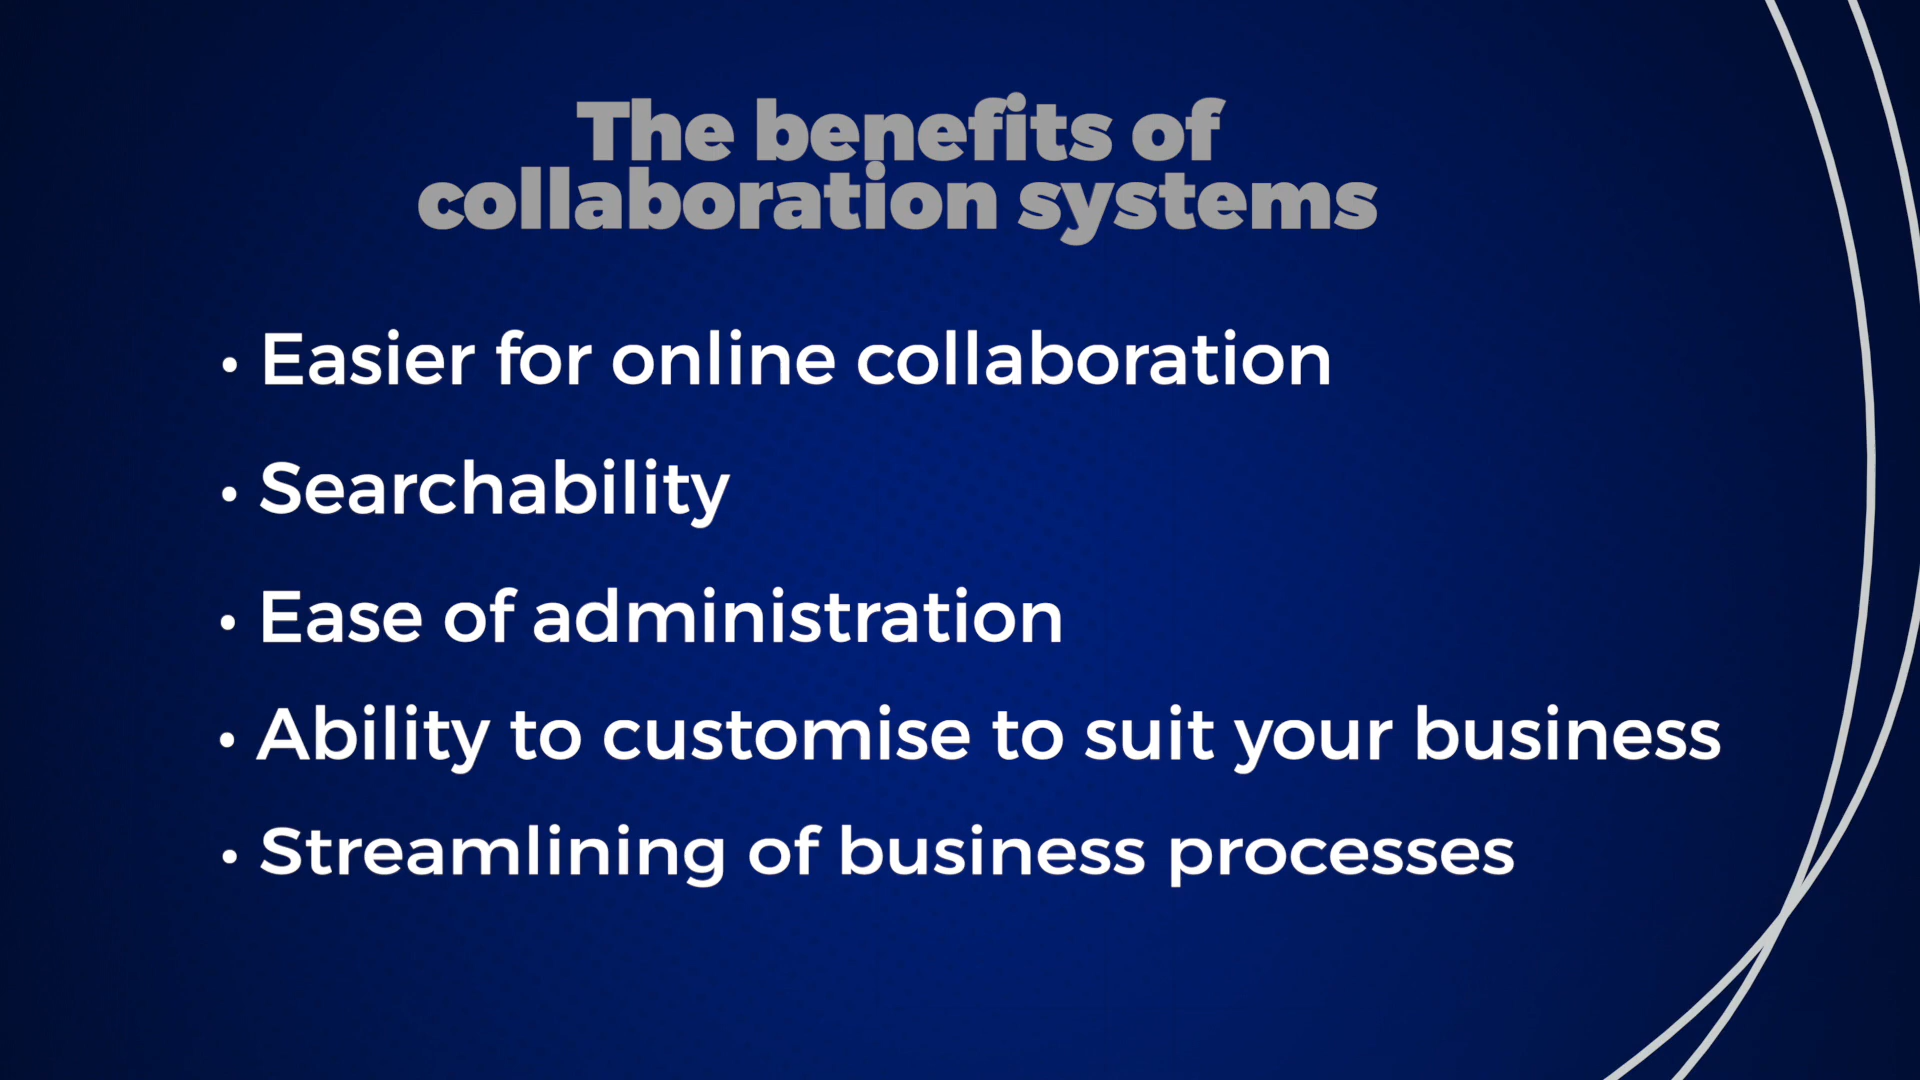 The benefits of
collaboration systems
• Easier for online collaboration
• Searchability
• Ease of administration
• Ability to customise to suit your business
• Streamlining of business processes